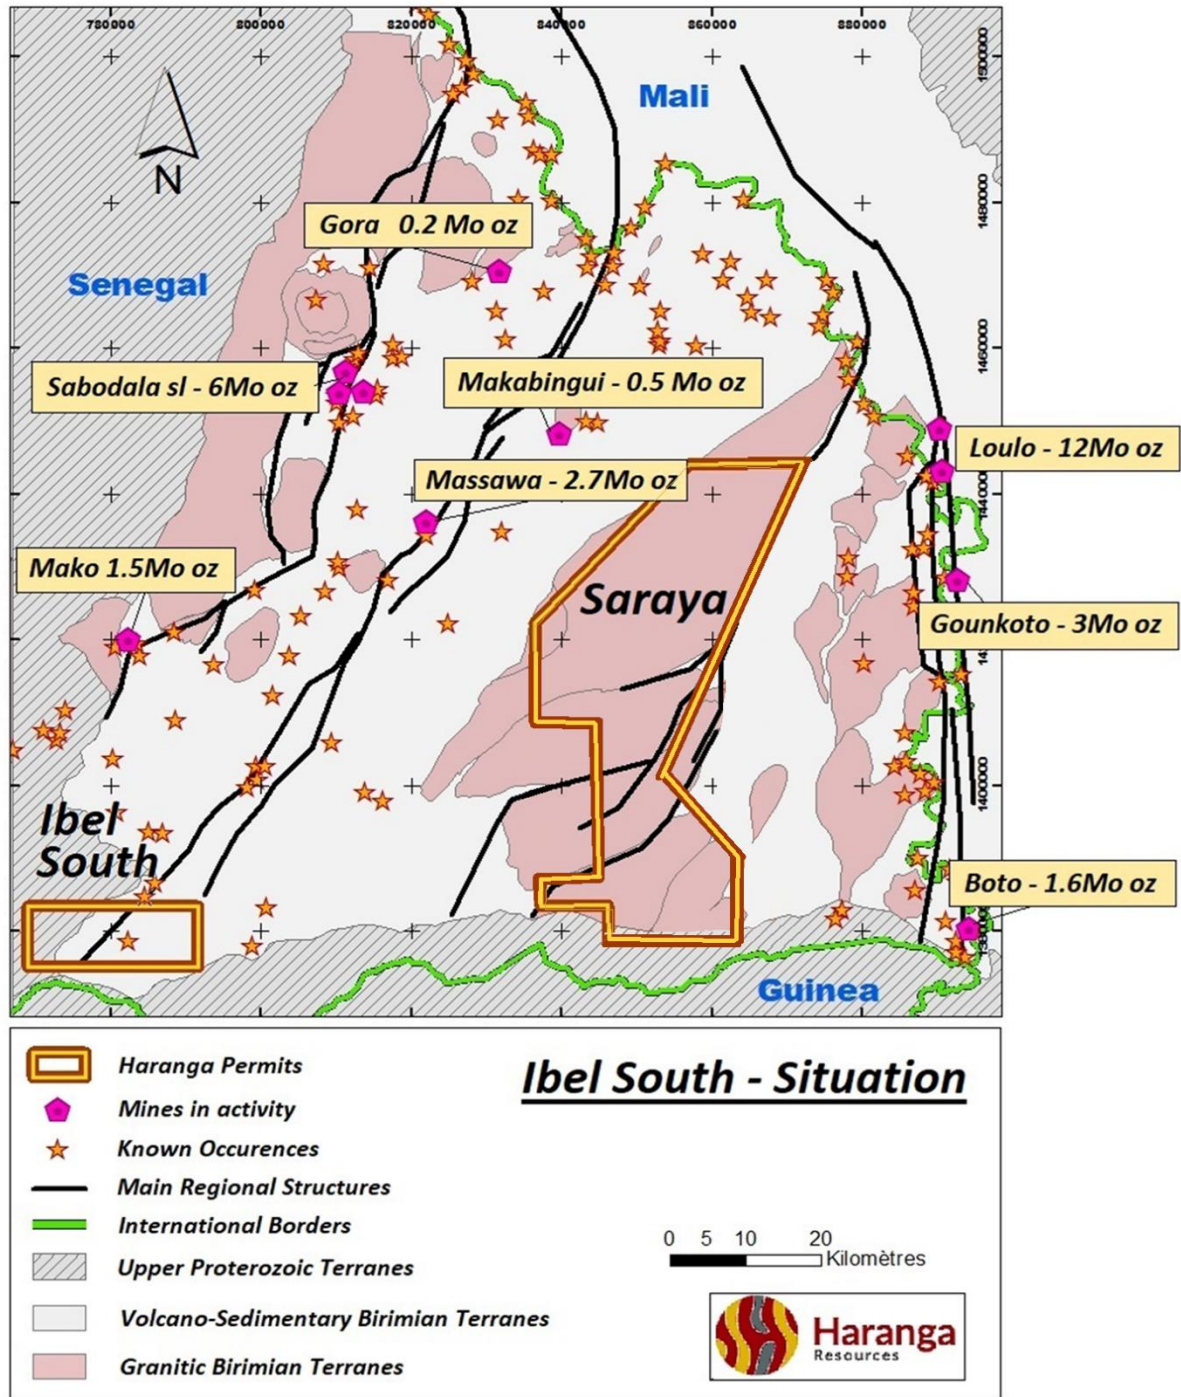 780000 800000 820000 840000 860000 880000
1500000
Mali
N
1480000
Gora 0.2 Mo oz
Senegal
1460000
Sabodala sl - 6Mo oz
Makabingui - 0.5 Mo oz
Loulo - 12Mo oz
Massawa - 2.7Mo oz
1440000
Mako 1.5Mo oz
Saraya
Gounkoto - 3Mo oz
1400000
Ibel
South
Boto - 1.6Mo oz
Guinea
Ibel South - Situation
Haranga Permits
Mines in activity
Known Occurences
Main Regional Structures
International Borders
Upper Proterozoic Terranes
Volcano-Sedimentary Birimian Terranes
Granitic Birimian Terranes
0 5 10 20
Kilomètres
Haranga
Resources